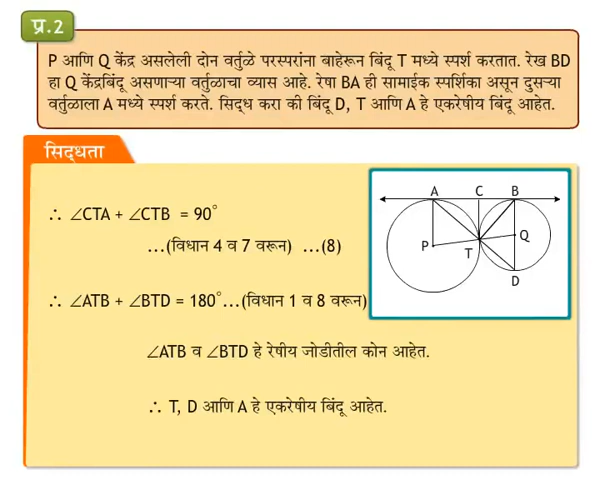 प्र.2
P आणि Q केंद्र असलेली दोन वर्तुळे परस्परांना बाहेरून बिंदू T मध्ये स्पर्श करतात. रेख BD
हा Q केंद्रबिंदू असणाऱ्या वर्तुळाचा व्यास आहे. रेषा BA ही सामाईक स्पर्शिका असून दुसऱ्या
वर्तुळाला A मध्ये स्पर्श करते. सिद्ध करा की बिंदू D, T आणि A हे एकरेषीय बिंदू आहेत.
सिद्धता
∴ ∠CTA + ∠CTB = 90°
...(विधान 4 व 7 वरून) ...(8)
∴ ∠ATB + ∠BTD = 180°...(विधान 1 व 8 वरून)
∠ATB व ∠BTD हे रेषीय जोडीतील कोन आहेत.
∴ T, D आणि A हे एकरेषीय बिंदू आहेत.
A C B
P T Q
D